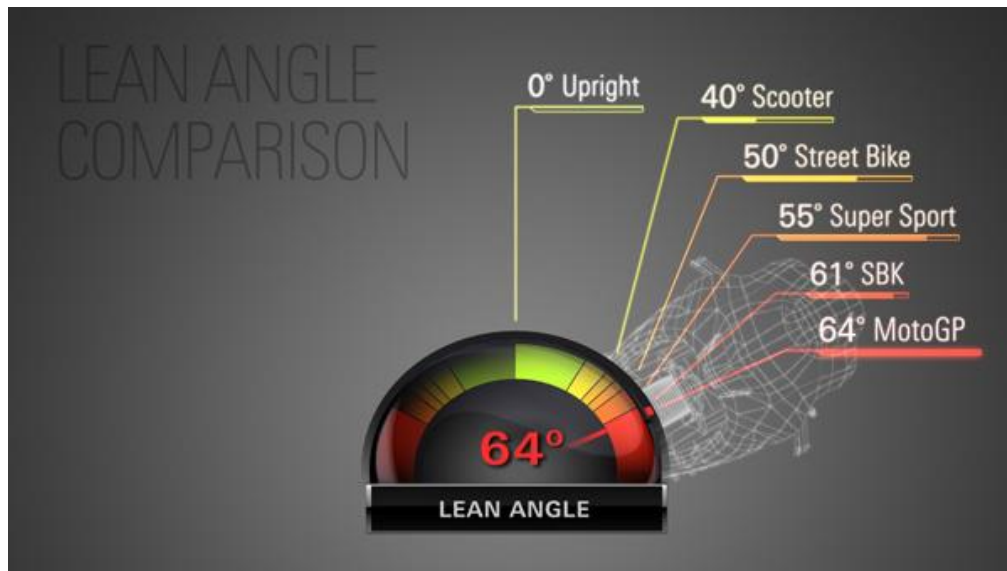 LEAN ANGLE
COMPARISON
0° Upright
40° Scooter
50° Street Bike
55° Super Sport
61° SBK
64° MotoGP
64°
LEAN ANGLE